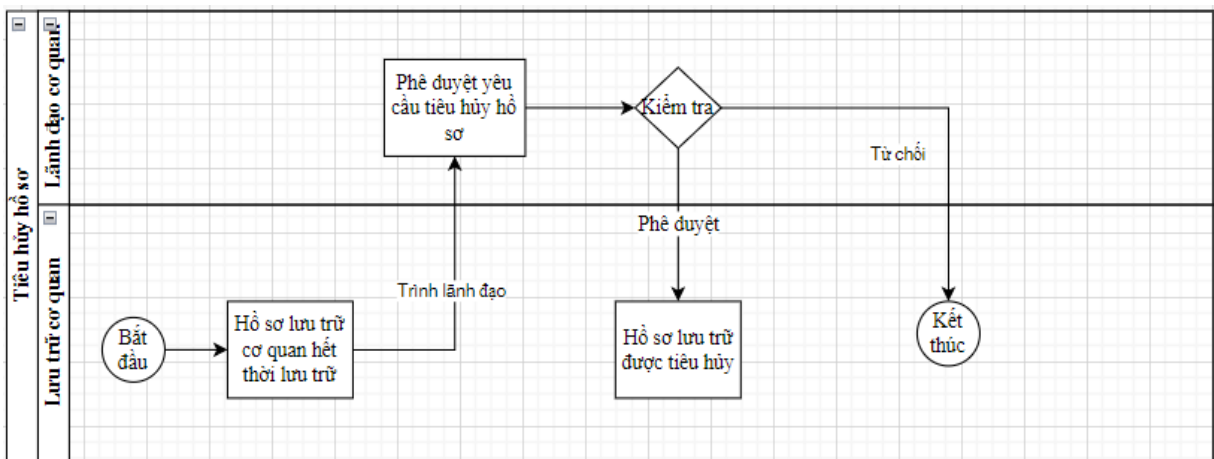 Tiêu hủy hồ sơ
Lãnh đạo cơ quan
Phê duyệt yêu
cầu tiêu hủy hồ
sơ
Kiểm tra
Từ chối
Lưu trữ cơ quan
Phê duyệt
Trình lãnh đạo
Bắt
đầu
Hồ sơ lưu trữ
cơ quan hết
thời lưu trữ
Hồ sơ lưu trữ
được tiêu hủy
Kết
thúc